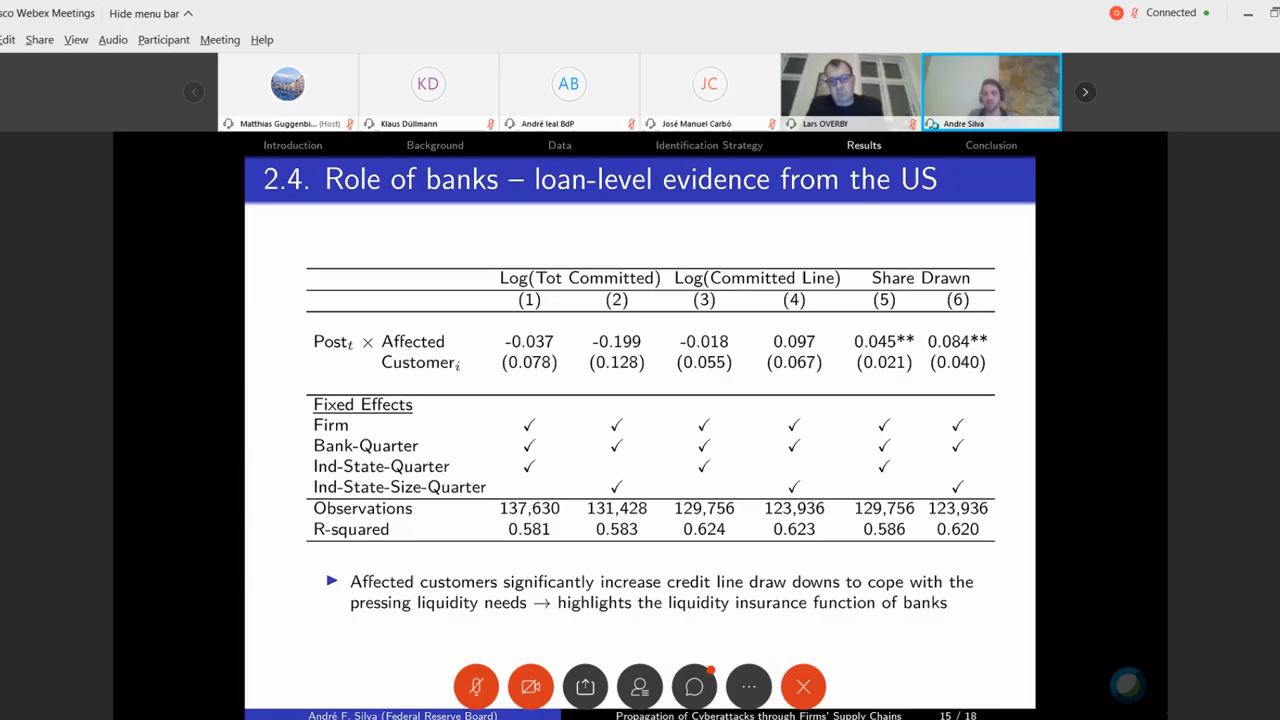 sco Webex Meetings Hide menu bar Connected
Edit Share View Audio Participant Meeting Help
KD AB JC
Matthias Guggenbi... (Host) Klaus Düllmann André leal BdP José Manuel Carbó Lars OVERBY Andre Silva
Introduction Background Data Identification Strategy Results Conclusion
2.4. Role of banks – loan-level evidence from the US
Log(Tot Committed) Log(Committed Line) Share Drawn
(1) (2) (3) (4) (5) (6)
Postₜ × Affected -0.037 -0.199 -0.018 0.097 0.045** 0.084**
Customerᵢ (0.078) (0.128) (0.055) (0.067) (0.021) (0.040)
Fixed Effects
Firm ✓ ✓ ✓ ✓ ✓ ✓
Bank-Quarter ✓ ✓ ✓ ✓ ✓ ✓
Ind-State-Quarter ✓ ✓ ✓
Ind-State-Size-Quarter ✓ ✓ ✓
Observations 137,630 131,428 129,756 123,936 129,756 123,936
R-squared 0.581 0.583 0.624 0.623 0.586 0.620
Affected customers significantly increase credit line draw downs to cope with the
pressing liquidity needs → highlights the liquidity insurance function of banks
André F. Silva (Federal Reserve Board) Propagation of Cyberattacks through Firms' Supply Chains 15 / 18